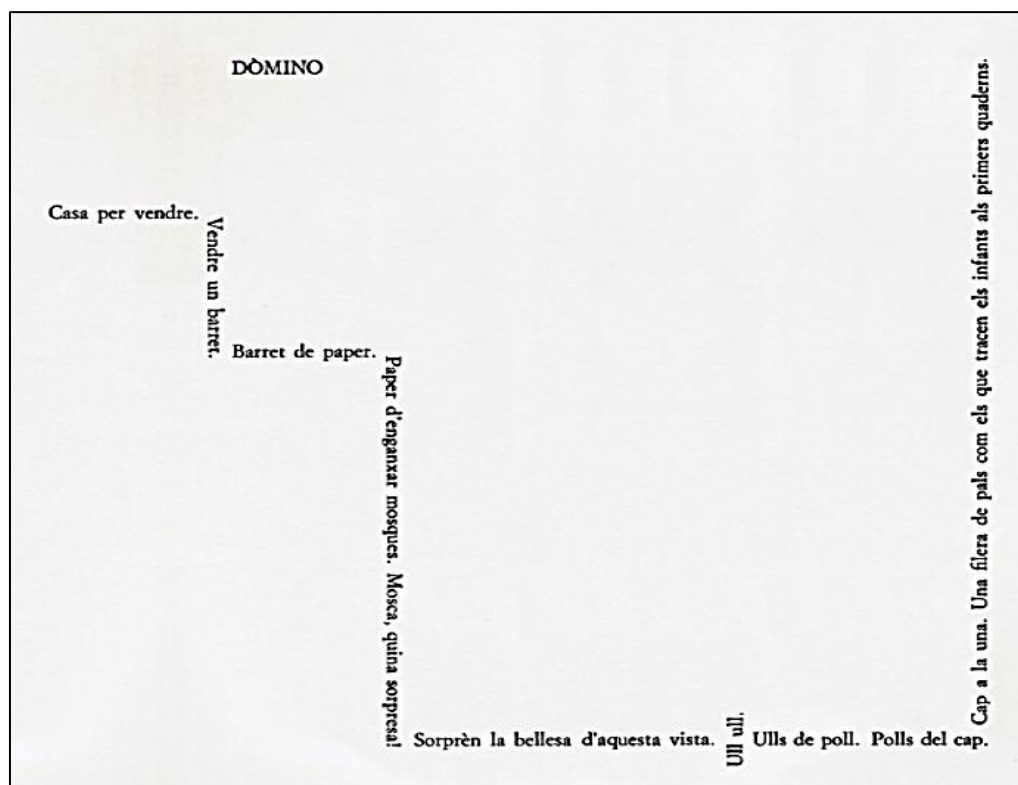 DÒMINO
Casa per vendre.
Vendre un barret.
Barret de paper.
Paper d'enganxar mosques. Mosca, quina sorpresa!
Sorprèn la bellesa d'aquesta vista.
Ull ull.
Ulls de poll. Polls del cap.
Cap a la una. Una filera de pals com els que tracen els infants als primers quaderns.